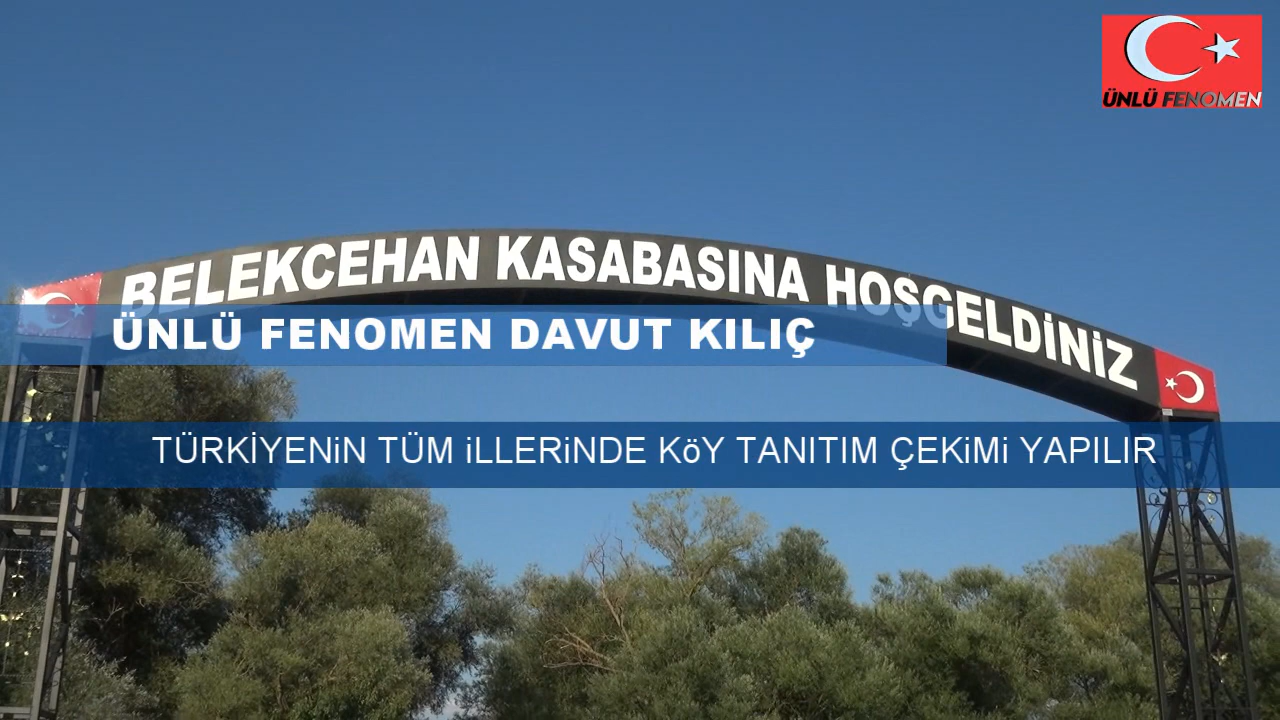 ÜNLÜ FENOMEN
BELEKCEHAN KASABASINA HOŞGELDİNİZ
ÜNLÜ FENOMEN DAVUT KILIÇ
TÜRKİYENiN TÜM iLLERiNDE KöY TANITIM ÇEKiMi YAPILIR